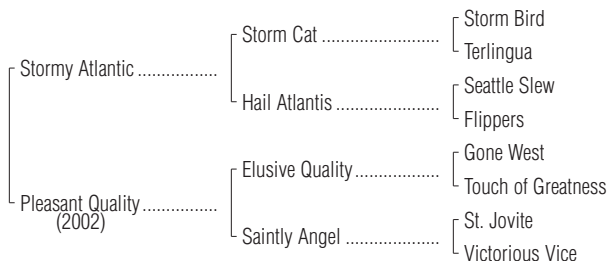 Storm Bird
Storm Cat ........................
Terlingua
Stormy Atlantic ................
Seattle Slew
Hail Atlantis .....................
Flippers
Gone West
Elusive Quality .................
Touch of Greatness
Pleasant Quality ...............
(2002)
St. Jovite
Saintly Angel ...................
Victorious Vice